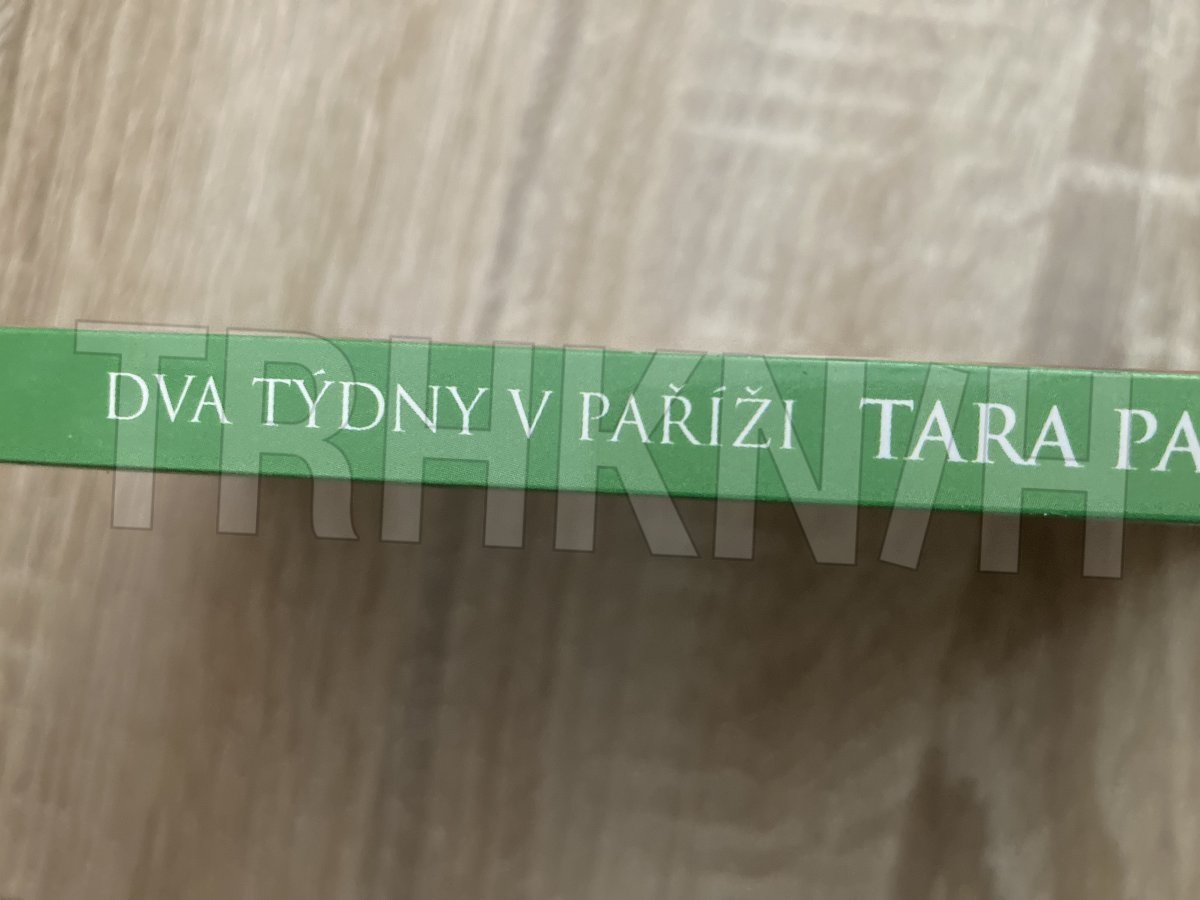 DVA TÝDNY V PAŘÍŽI TARA
TRHKNIH